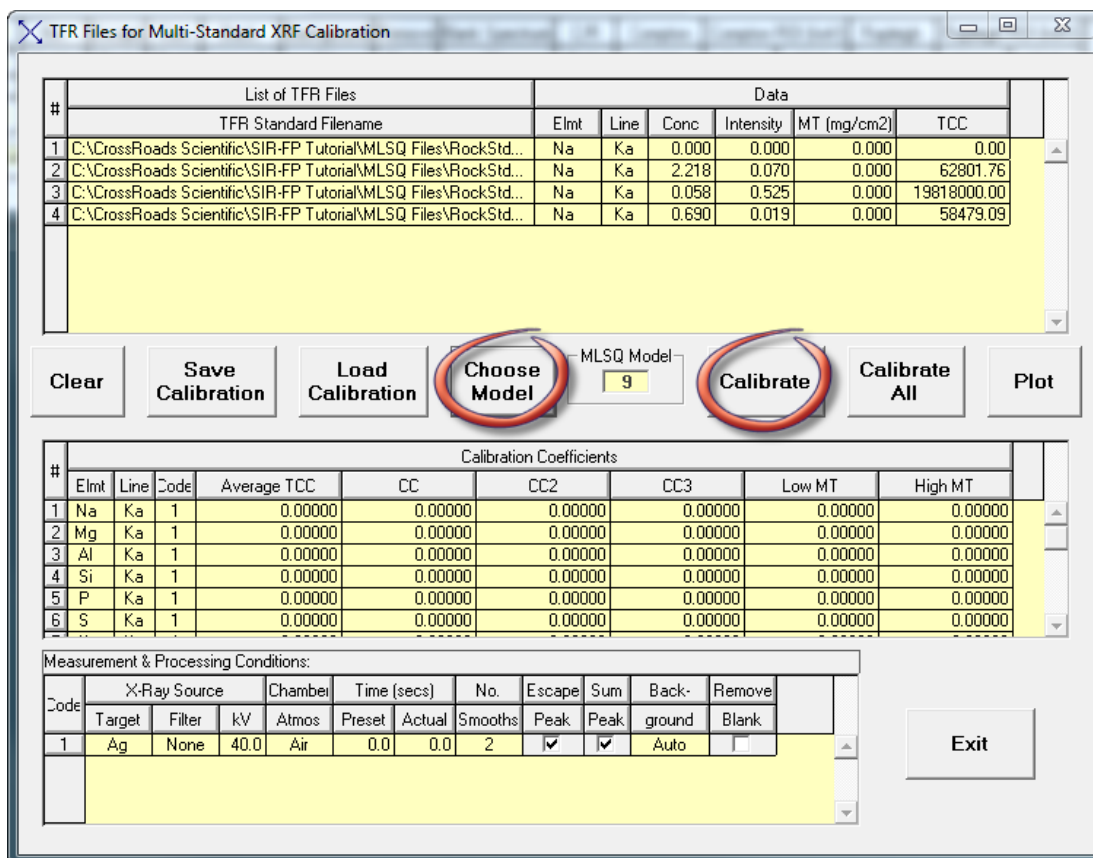 TFR Files for Multi-Standard XRF Calibration
# List of TFR Files Data
TFR Standard Filename Elmt Line Conc Intensity MT (mg/cm2) TCC
1 C:\CrossRoads Scientific\SIR-FP Tutorial\MLSQ Files\RockStd... Na Ka 0.000 0.000 0.000 0.00
2 C:\CrossRoads Scientific\SIR-FP Tutorial\MLSQ Files\RockStd... Na Ka 2.218 0.070 0.000 62801.76
3 C:\CrossRoads Scientific\SIR-FP Tutorial\MLSQ Files\RockStd... Na Ka 0.058 0.525 0.000 19818000.00
4 C:\CrossRoads Scientific\SIR-FP Tutorial\MLSQ Files\RockStd... Na Ka 0.690 0.019 0.000 58479.09
Clear
Save
Calibration
Load
Calibration
Choose
Model
MLSQ Model
9
Calibrate
Calibrate
All
Plot
# Calibration Coefficients
Elmt Line Code Average TCC CC CC2 CC3 Low MT High MT
1 Na Ka 1 0.00000 0.00000 0.00000 0.00000 0.00000 0.00000
2 Mg Ka 1 0.00000 0.00000 0.00000 0.00000 0.00000 0.00000
3 Al Ka 1 0.00000 0.00000 0.00000 0.00000 0.00000 0.00000
4 Si Ka 1 0.00000 0.00000 0.00000 0.00000 0.00000 0.00000
5 P Ka 1 0.00000 0.00000 0.00000 0.00000 0.00000 0.00000
6 S Ka 1 0.00000 0.00000 0.00000 0.00000 0.00000 0.00000
Measurement & Processing Conditions:
Code X-Ray Source Chamber Time (secs) No. Escape Sum Back- Remove
Target Filter kV Atmos Preset Actual Smooths Peak Peak ground Blank
1 Ag None 40.0 Air 0.0 0.0 2 Auto
Exit